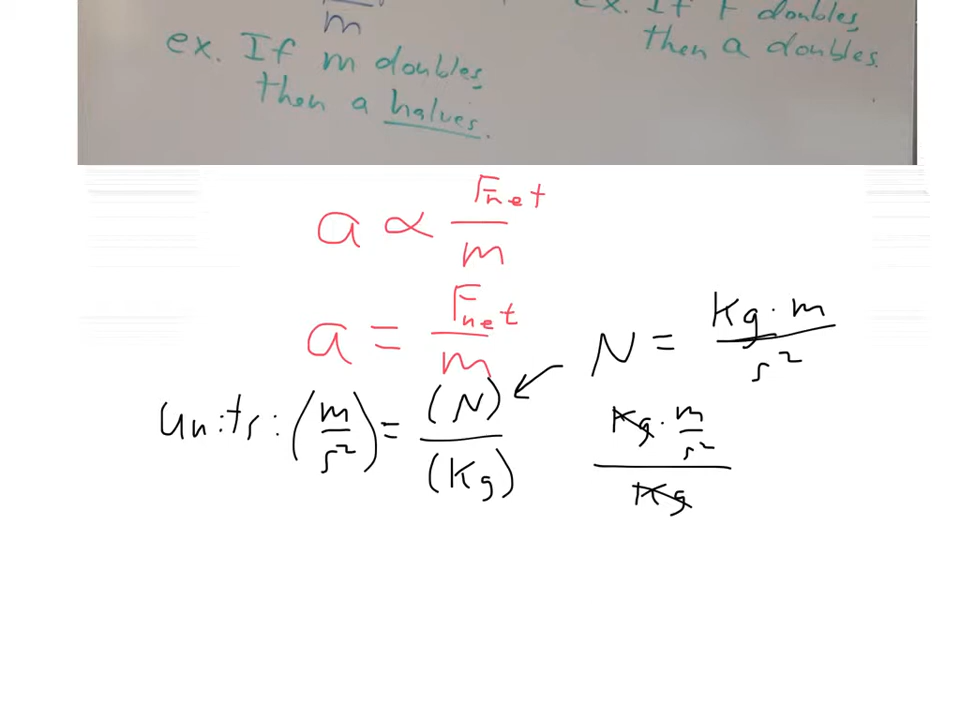 m
ex. If m doubles,
then a halves.
ex. If F doubles,
then a doubles.
a ∝ Fnet / m
a = Fnet / m
N = Kg · m / s²
Units: (m / s²) = (N) / (Kg)
Kg · m / s² / Kg